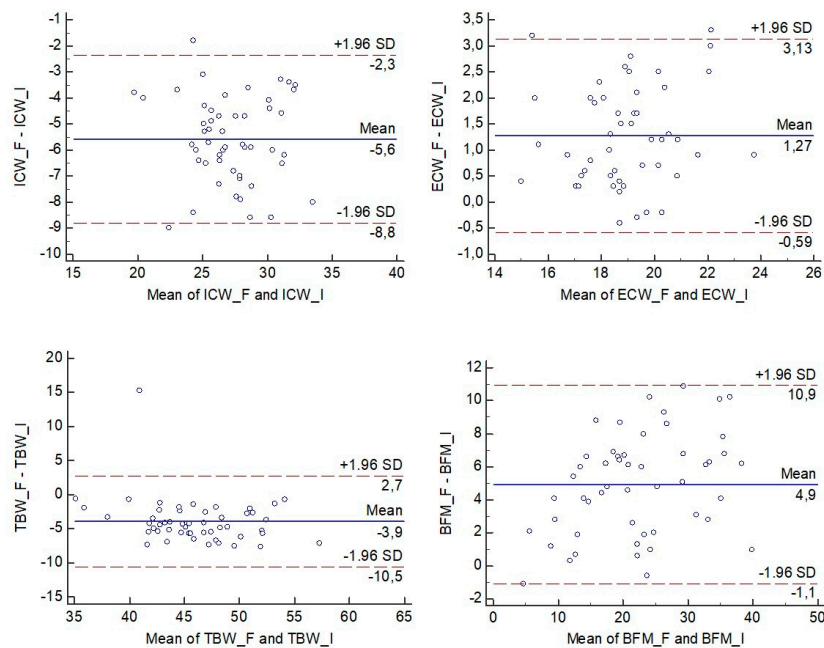 -1
-2
-3
-4
-5
-6
-7
-8
-9
-10
ICW_F - ICW_I
+1.96 SD
-2,3
Mean
-5,6
-1.96 SD
-8,8
15 20 25 30 35 40
Mean of ICW_F and ICW_I
3,5
3,0
2,5
2,0
1,5
1,0
0,5
0,0
-0,5
-1,0
ECW_F - ECW_I
+1.96 SD
3,13
Mean
1,27
-1.96 SD
-0,59
14 16 18 20 22 24 26
Mean of ECW_F and ECW_I
20
15
10
5
0
-5
-10
-15
TBW_F - TBW_I
+1.96 SD
2,7
Mean
-3,9
-1.96 SD
-10,5
35 40 45 50 55 60 65
Mean of TBW_F and TBW_I
12
10
8
6
4
2
0
-2
BFM_F - BFM_I
+1.96 SD
10,9
Mean
4,9
-1.96 SD
-1,1
0 10 20 30 40 50
Mean of BFM_F and BFM_I